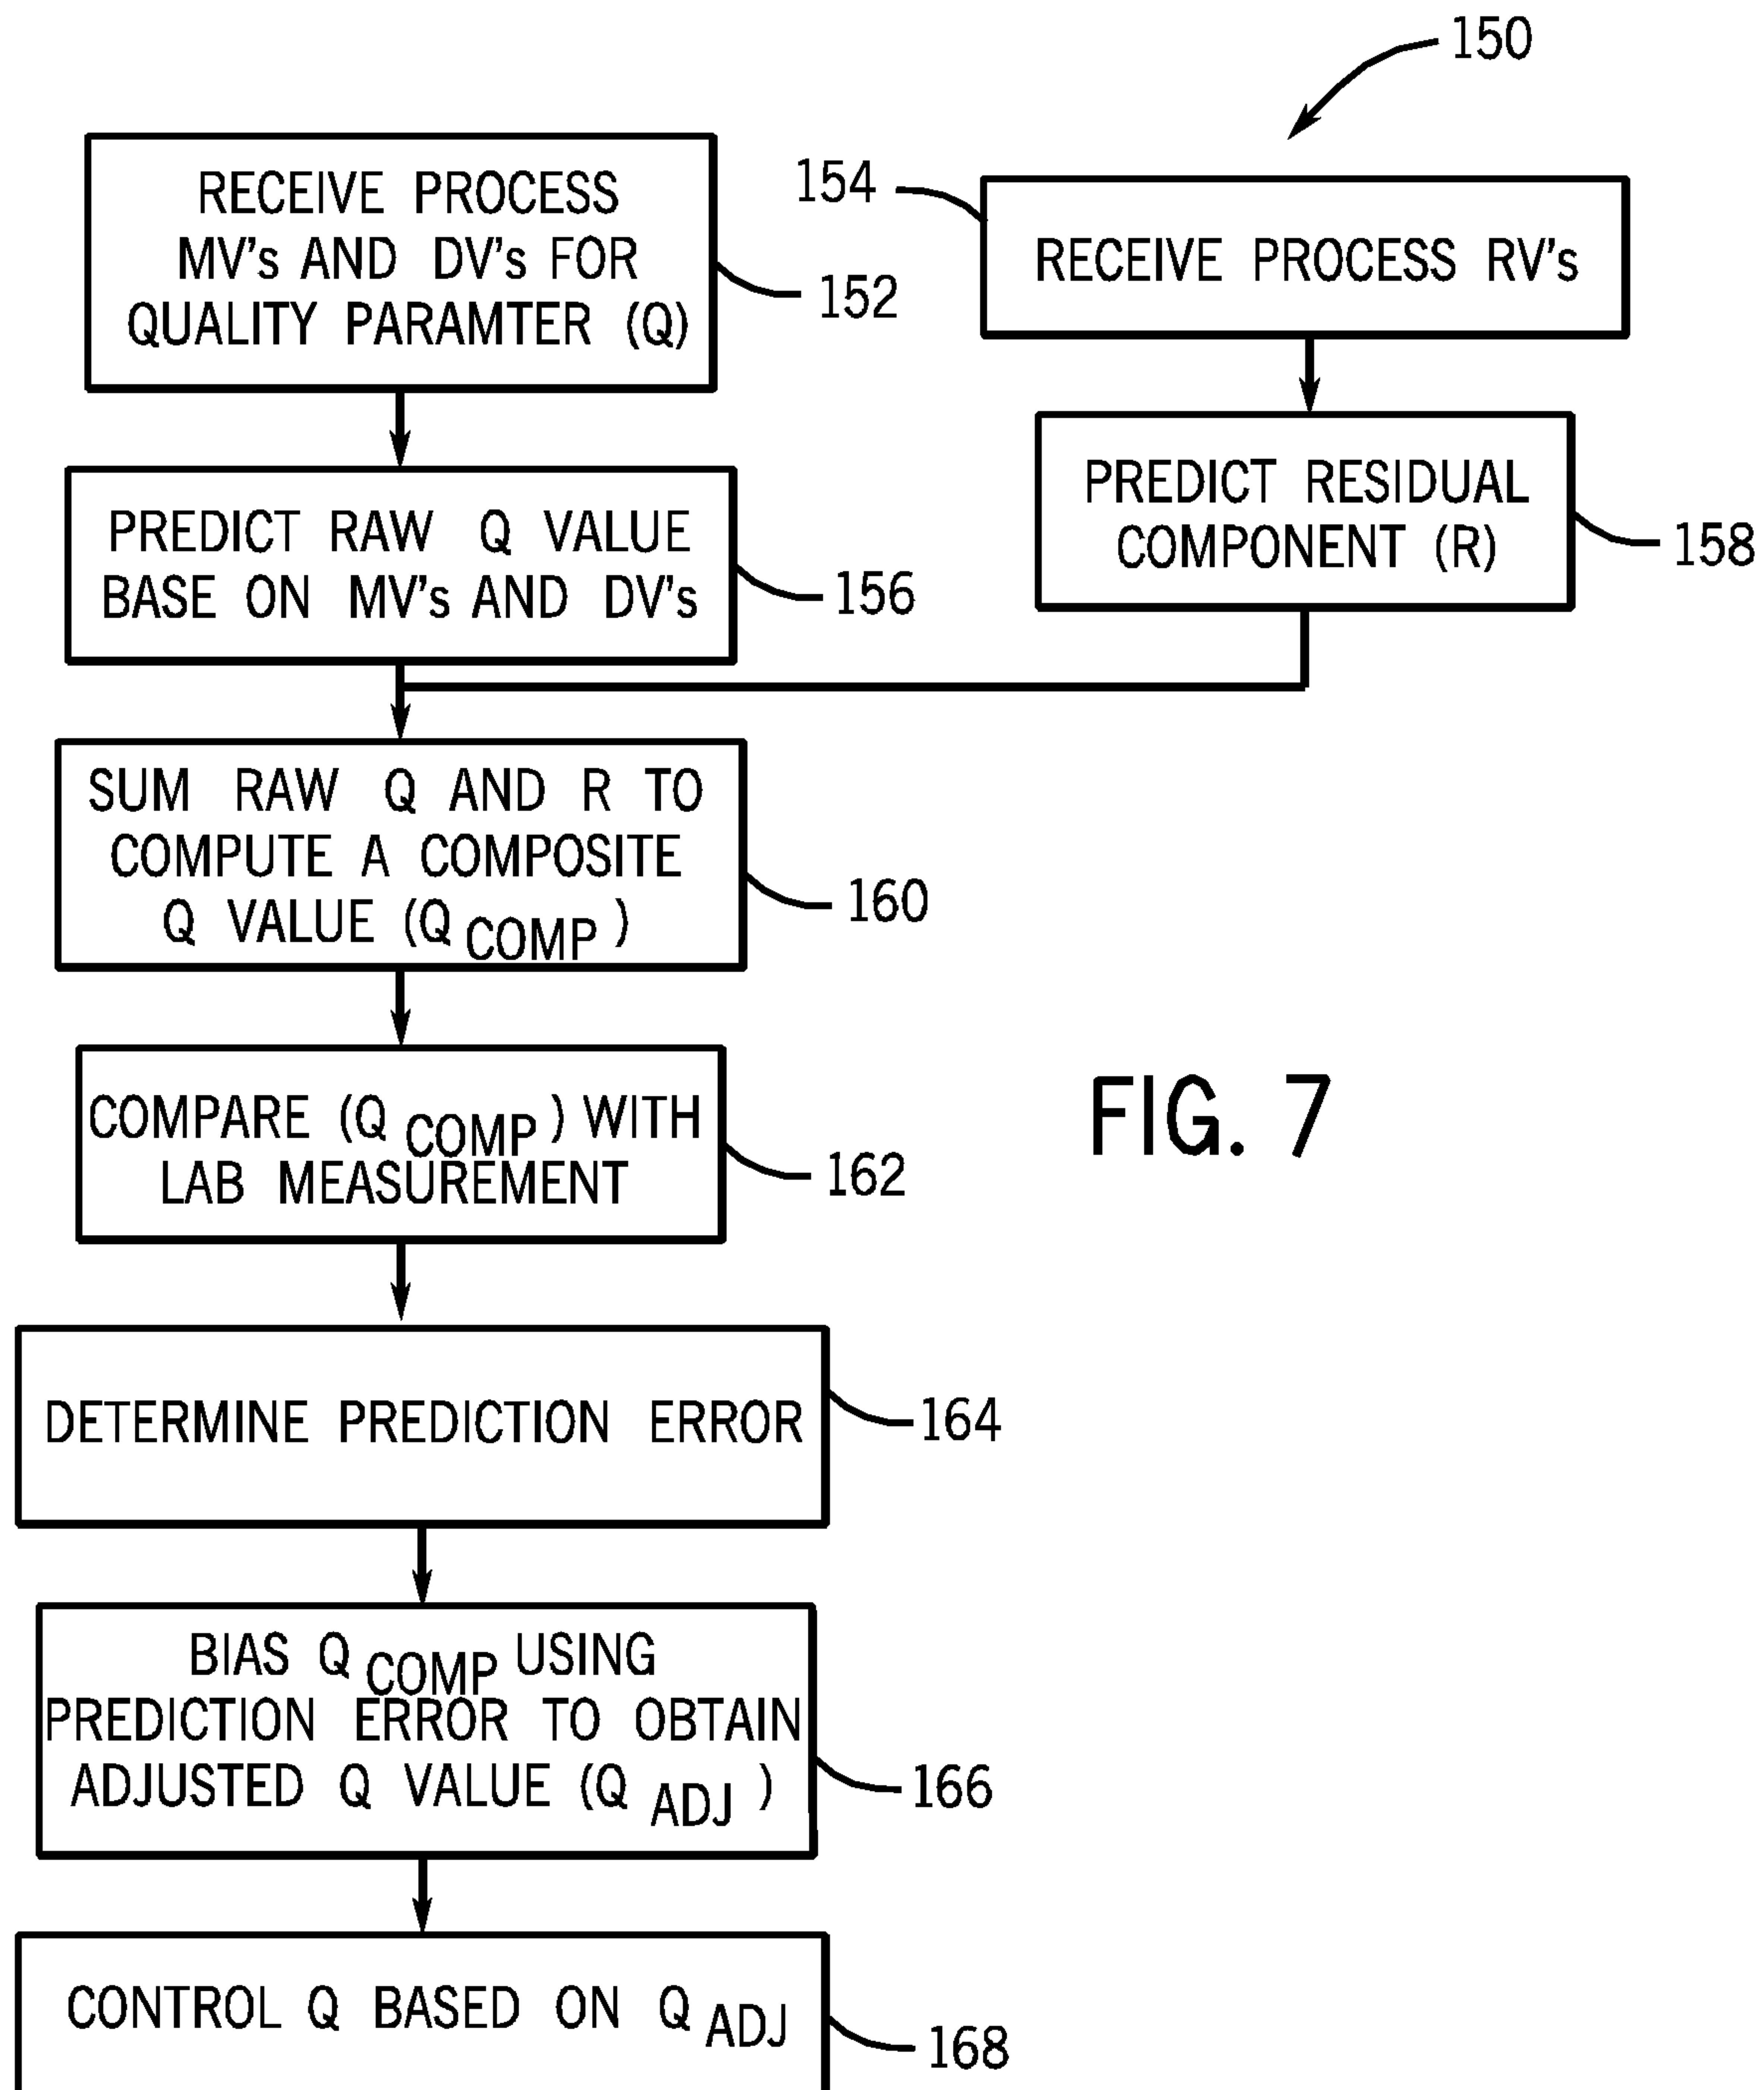 150
RECEIVE PROCESS
MV's AND DV's FOR
QUALITY PARAMTER (Q)
152
154
RECEIVE PROCESS RV's
PREDICT RAW Q VALUE
BASE ON MV's AND DV's
156
PREDICT RESIDUAL
COMPONENT (R)
158
SUM RAW Q AND R TO
COMPUTE A COMPOSITE
Q VALUE (Q COMP )
160
COMPARE (Q COMP ) WITH
LAB MEASUREMENT
162
FIG. 7
DETERMINE PREDICTION ERROR
164
BIAS Q COMP USING
PREDICTION ERROR TO OBTAIN
ADJUSTED Q VALUE (Q ADJ )
166
CONTROL Q BASED ON Q ADJ
168